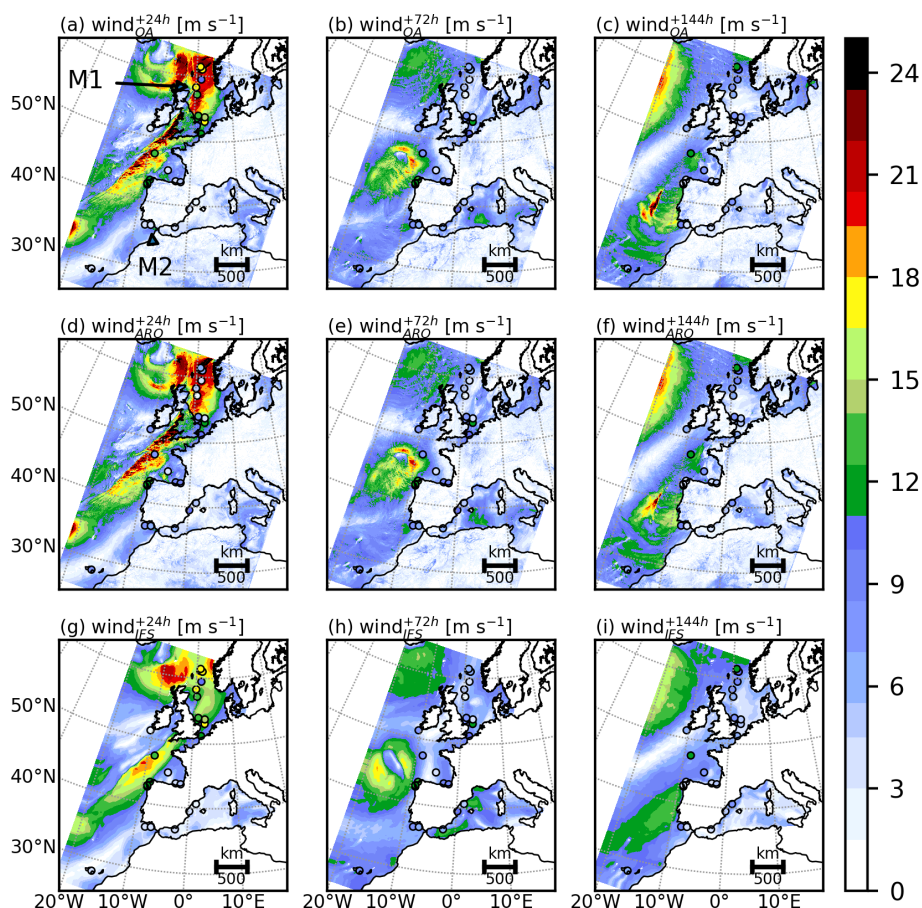 (a) wind$^{+24h}_{OA}$ [m s$^{-1}$]
(b) wind$^{+72h}_{OA}$ [m s$^{-1}$]
(c) wind$^{+144h}_{OA}$ [m s$^{-1}$]
M1
50°N
40°N
30°N
M2
km
500
km
500
km
500
(d) wind$^{+24h}_{ARO}$ [m s$^{-1}$]
(e) wind$^{+72h}_{ARO}$ [m s$^{-1}$]
(f) wind$^{+144h}_{ARO}$ [m s$^{-1}$]
50°N
40°N
30°N
km
500
km
500
km
500
(g) wind$^{+24h}_{IFS}$ [m s$^{-1}$]
(h) wind$^{+72h}_{IFS}$ [m s$^{-1}$]
(i) wind$^{+144h}_{IFS}$ [m s$^{-1}$]
50°N
40°N
30°N
km
500
km
500
km
500
20°W 10°W 0°E 10°E
20°W 10°W 0°E 10°E
20°W 10°W 0°E 10°E
24
21
18
15
12
9
6
3
0